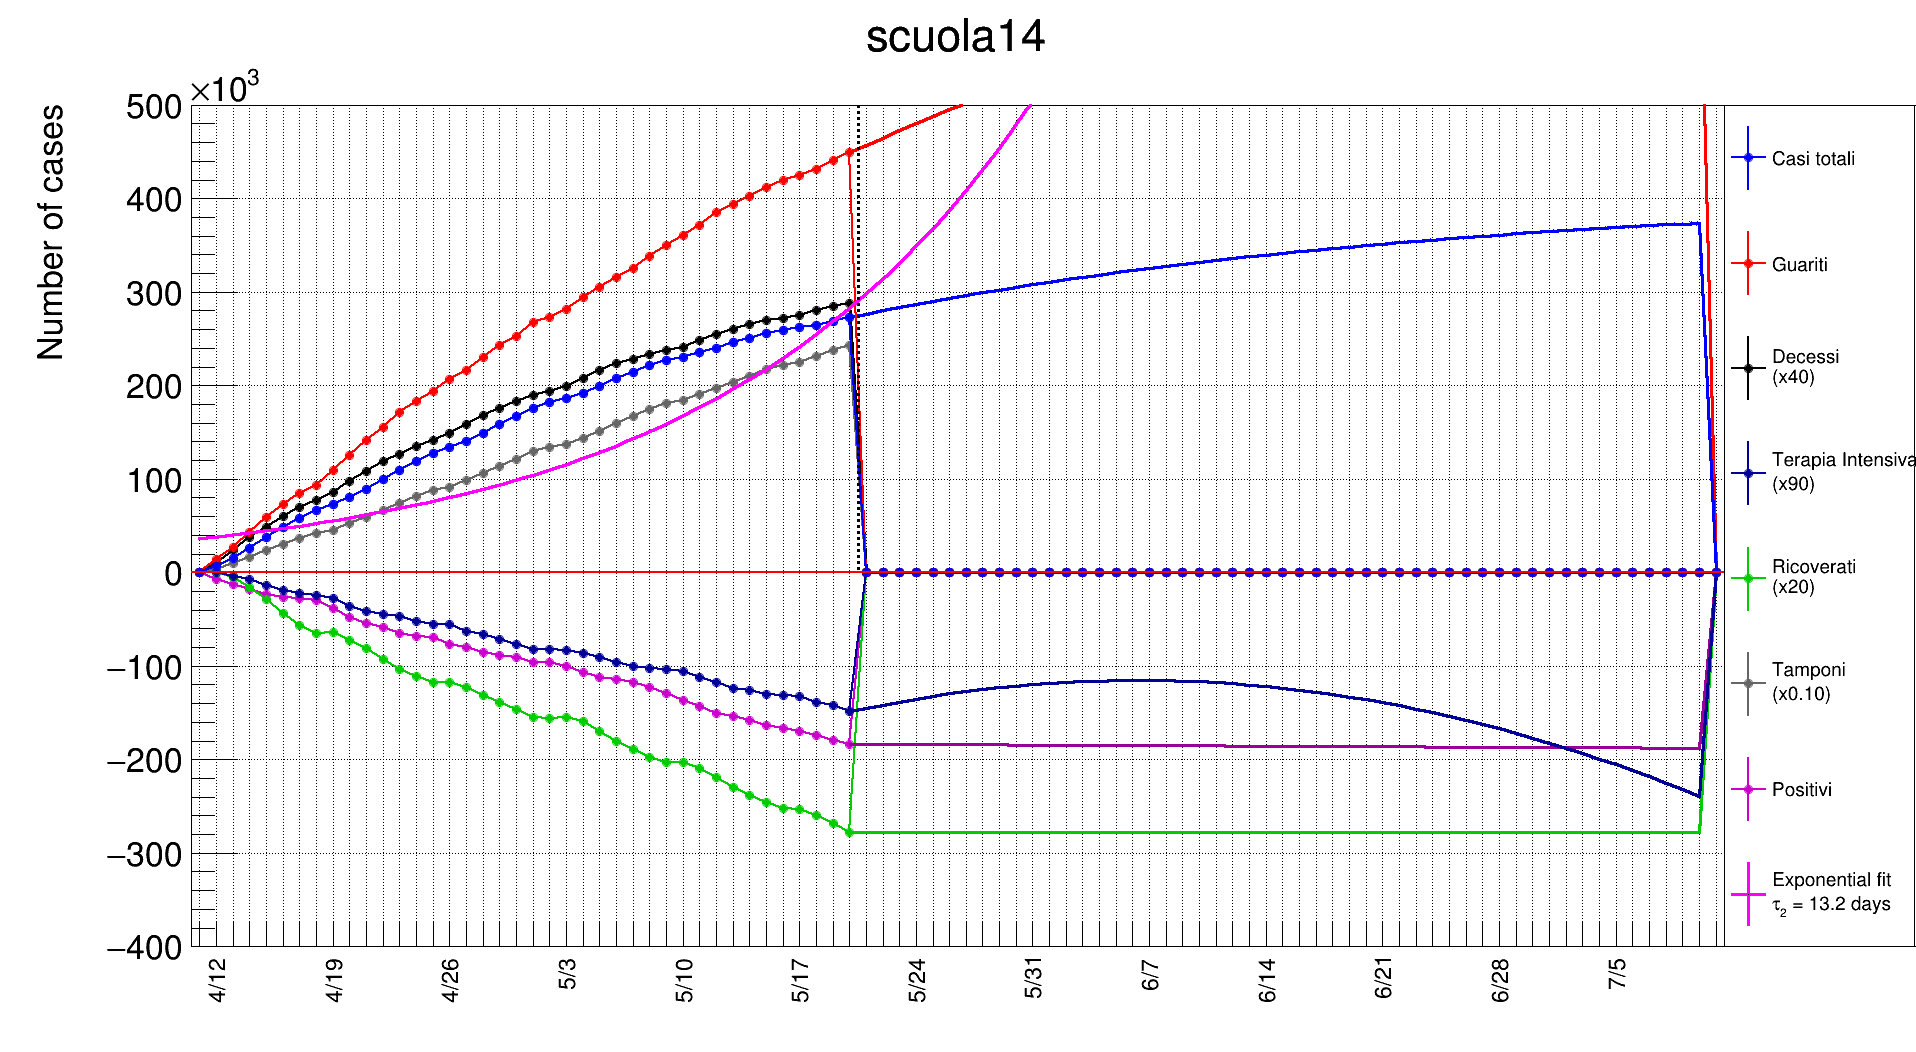 scuola14
×10³
Number of cases
500
400
300
200
100
0
−100
−200
−300
−400
4/12
4/19
4/26
5/3
5/10
5/17
5/24
5/31
6/7
6/14
6/21
6/28
7/5
Casi totali
Guariti
Decessi
(x40)
Terapia Intensiva
(x90)
Ricoverati
(x20)
Tamponi
(x0.10)
Positivi
Exponential fit
τ₂ = 13.2 days